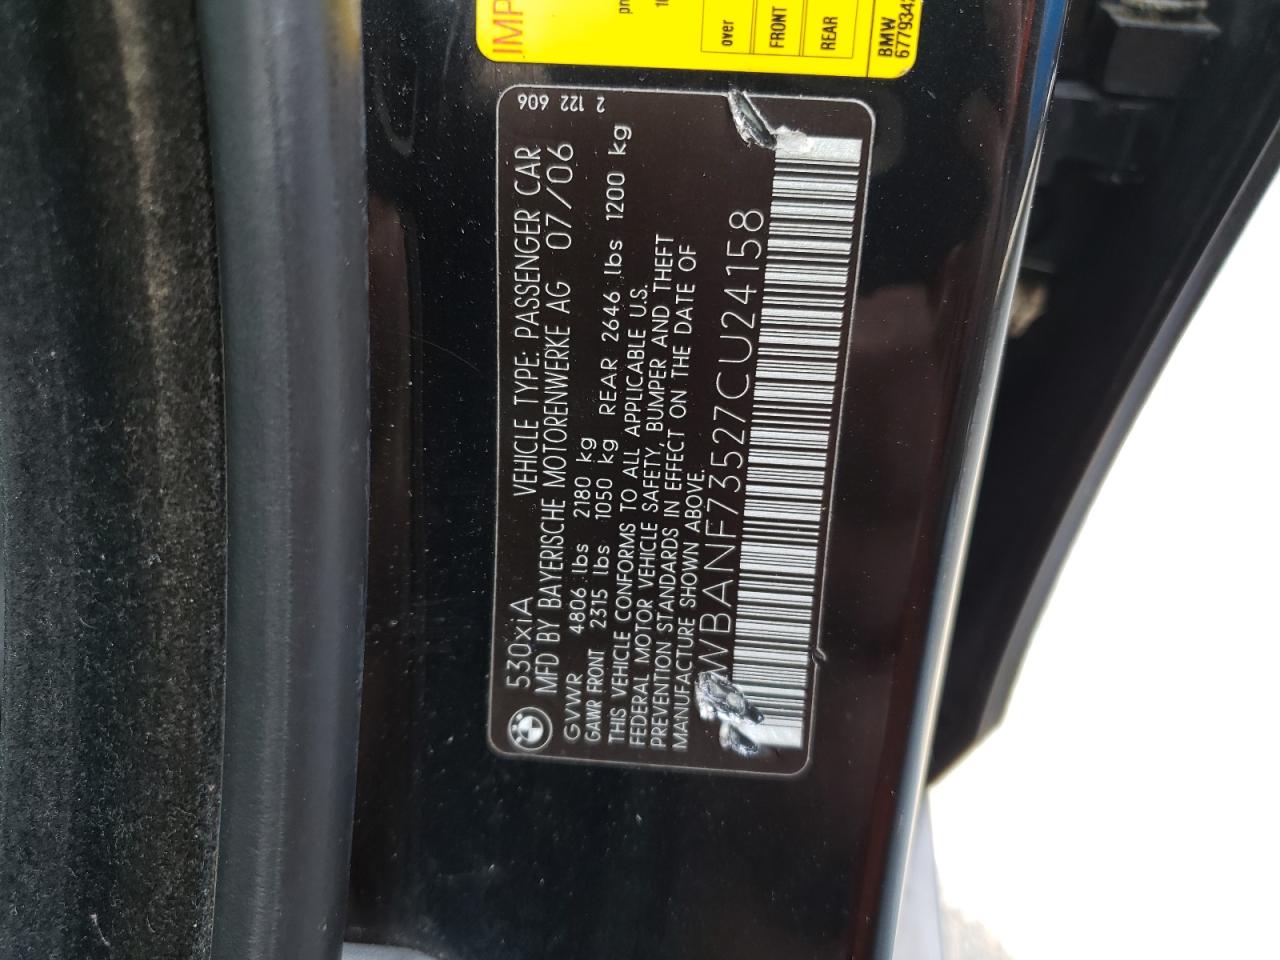 530xiA VEHICLE TYPE: PASSENGER CAR
MFD BY BAYERISCHE MOTORENWERKE AG 07/06
GVWR 4806 lbs 2180 kg
GAWR FRONT 2315 lbs 1050 kg REAR 2646 lbs 1200 kg
THIS VEHICLE CONFORMS TO ALL APPLICABLE U.S.
FEDERAL MOTOR VEHICLE SAFETY, BUMPER AND THEFT
PREVENTION STANDARDS IN EFFECT ON THE DATE OF
MANUFACTURE SHOWN ABOVE.
WBANF73527CU24158
2 122 606
IMP
over
FRONT
REAR
BMW